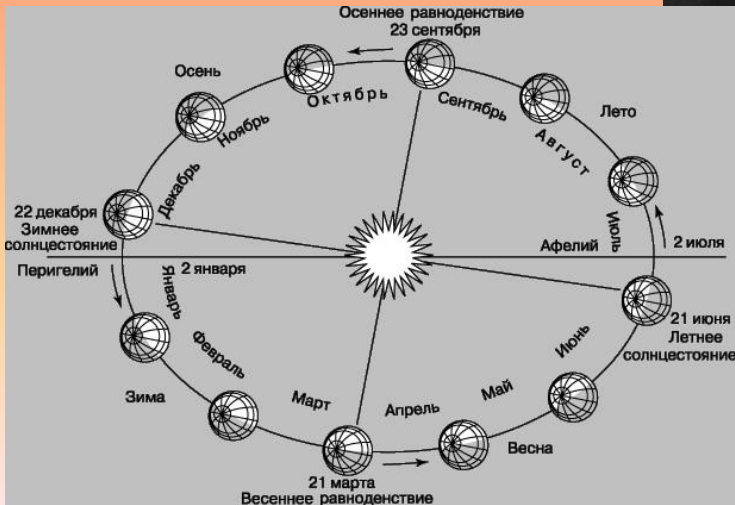 Осеннее равноденствие
23 сентября
Осень
Октябрь
Сентябрь
Лето
Ноябрь
Август
Декабрь
22 декабря
Зимнее
солнцестояние
Июль
Афелий
2 июля
Перигелий
2 января
Январь
21 июня
Летнее
солнцестояние
Июнь
Февраль
Зима
Март
Апрель
Май
Весна
21 марта
Весеннее равноденствие